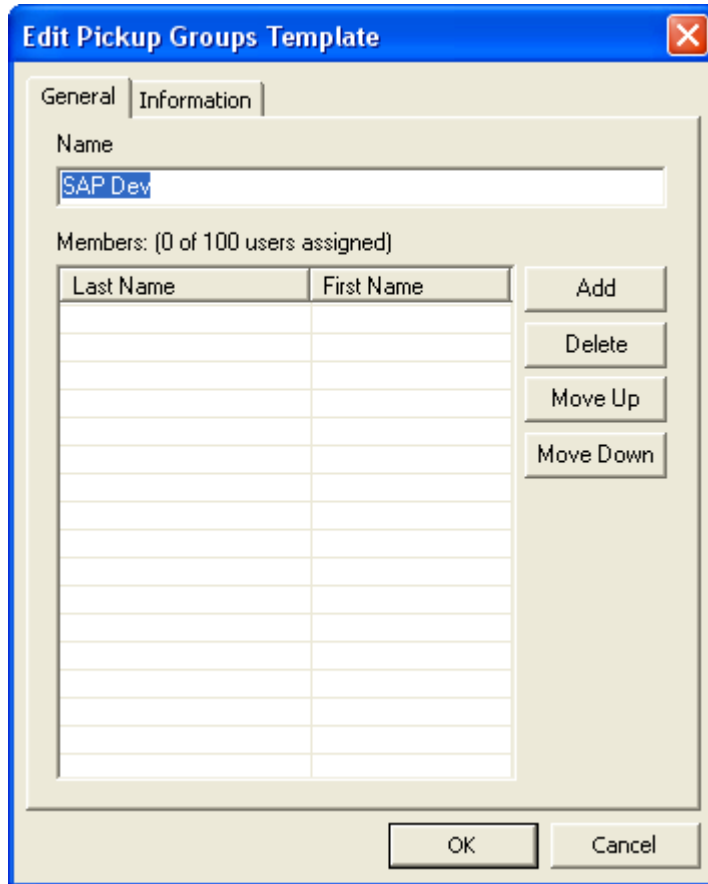 Edit Pickup Groups Template
General Information
Name
SAP Dev
Members: (0 of 100 users assigned)
Last Name First Name
Add
Delete
Move Up
Move Down
OK Cancel